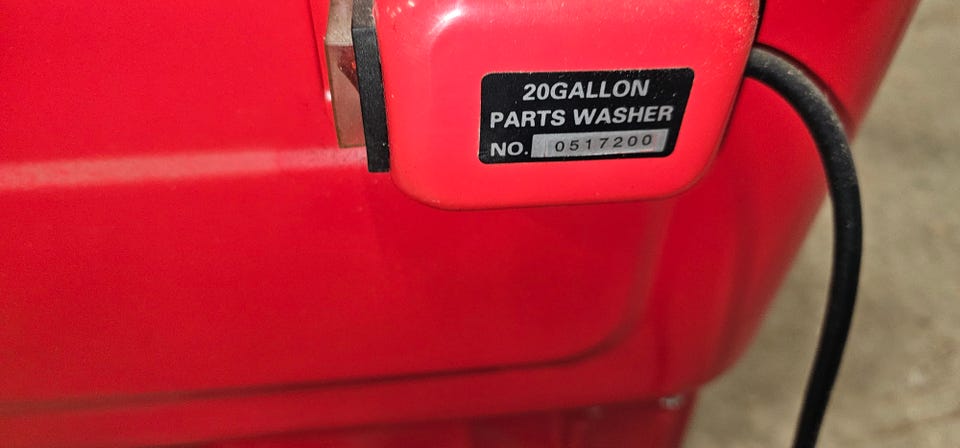 20GALLON
PARTS WASHER
NO. 0517200